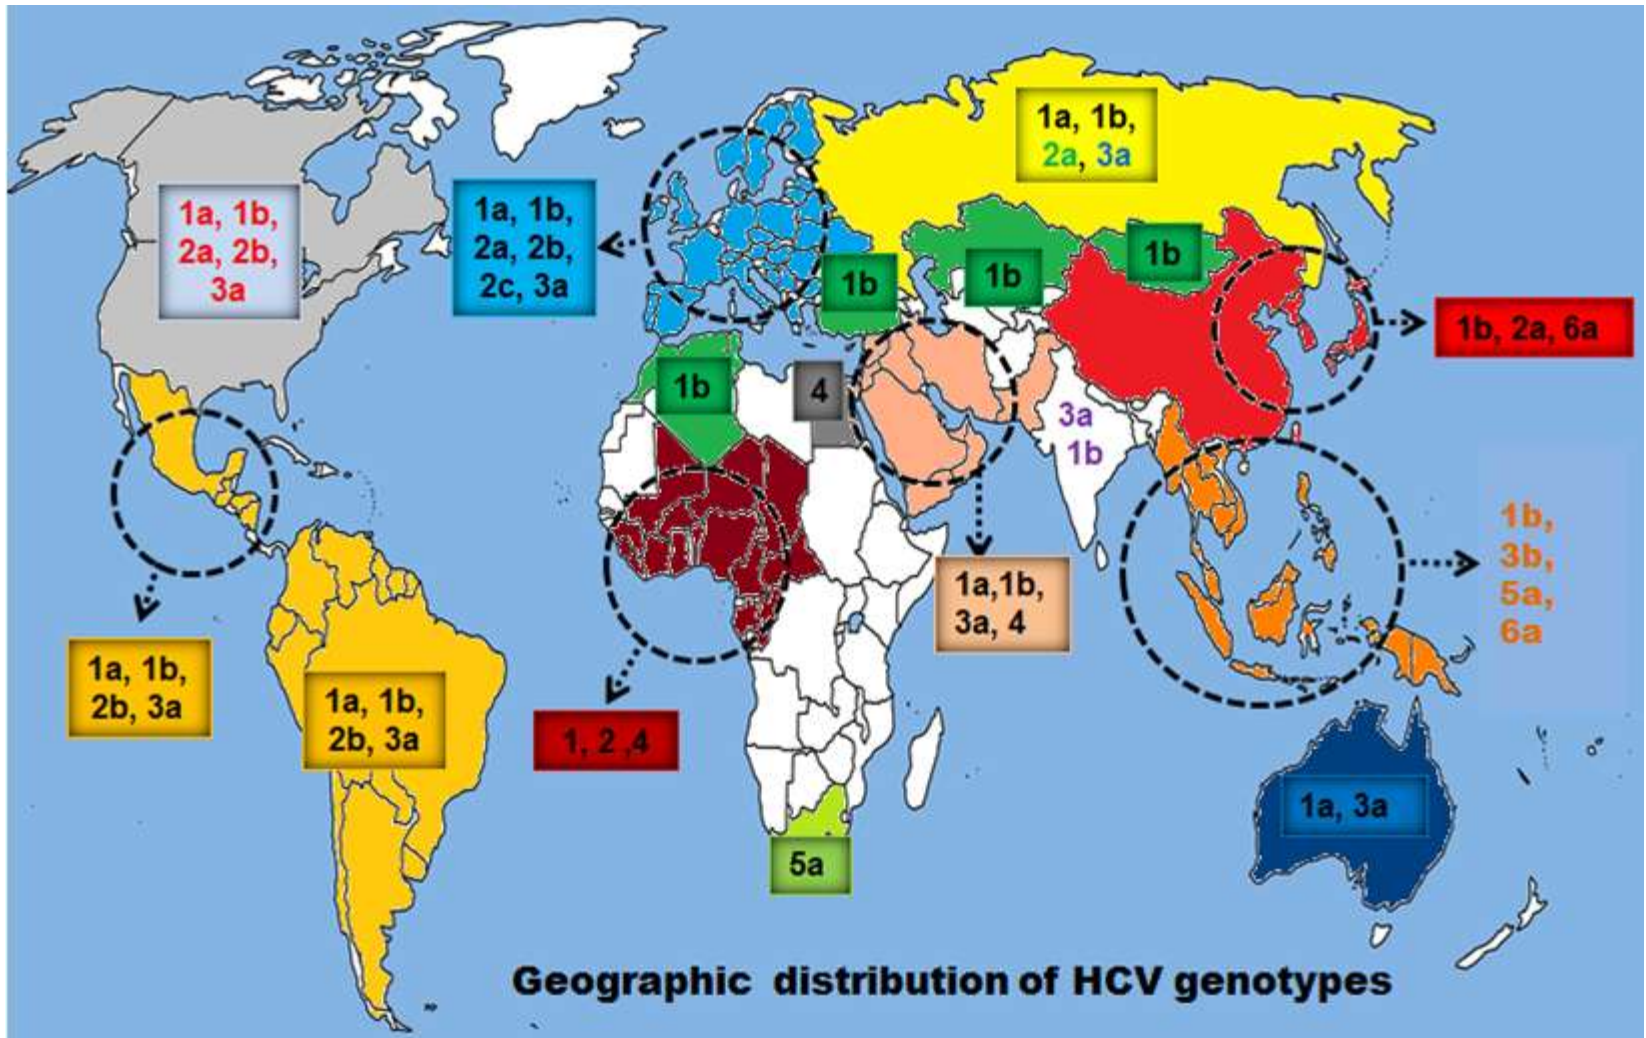 1a, 1b,
2a, 2b,
3a
1a, 1b,
2a, 2b,
2c, 3a
1a, 1b,
2a, 3a
1b
1b
1b
1b, 2a, 6a
1b
4
3a
1b
1b,
3b,
5a,
6a
1a,1b,
3a, 4
1a, 1b,
2b, 3a
1a, 1b,
2b, 3a
1, 2 ,4
1a, 3a
5a
Geographic distribution of HCV genotypes